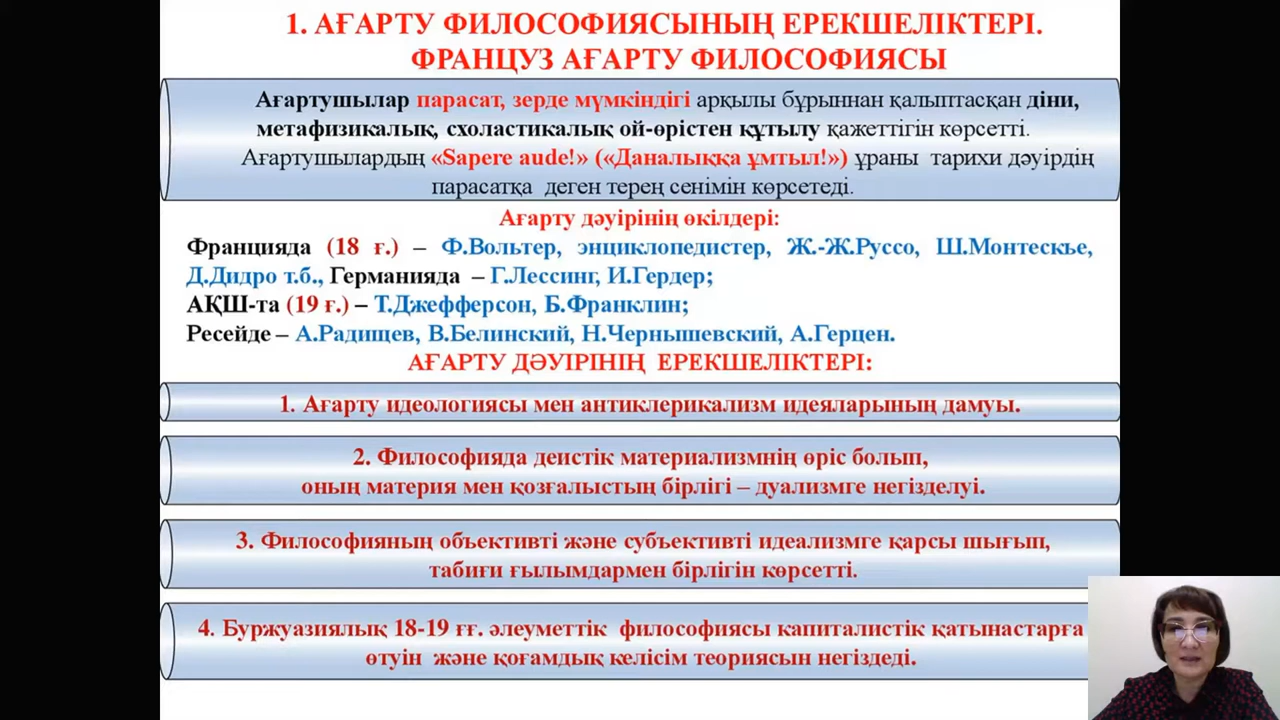 1. АҒАРТУ ФИЛОСОФИЯСЫНЫҢ ЕРЕКШЕЛІКТЕРІ.
ФРАНЦУЗ АҒАРТУ ФИЛОСОФИЯСЫ
Ағартушылар парасат, зерде мүмкіндігі арқылы бұрыннан қалыптасқан діни,
метафизикалық, схоластикалық ой-өрістен құтылу қажеттігін көрсетті.
Ағартушылардың «Sapere aude!» («Даналыққа ұмтыл!») ұраны тарихи дәуірдің
парасатқа деген терең сенімін көрсетеді.
Ағарту дәуірінің өкілдері:
Францияда (18 ғ.) – Ф.Вольтер, энциклопедистер, Ж.-Ж.Руссо, Ш.Монтескье,
Д.Дидро т.б., Германияда – Г.Лессинг, И.Гердер;
АҚШ-та (19 ғ.) – Т.Джефферсон, Б.Франклин;
Ресейде – А.Радищев, В.Белинский, Н.Чернышевский, А.Герцен.
АҒАРТУ ДӘУІРІНІҢ ЕРЕКШЕЛІКТЕРІ:
1. Ағарту идеологиясы мен антиклерикализм идеяларының дамуы.
2. Философияда деистік материализмнің өріс болып,
оның материя мен қозғалыстың бірлігі – дуализмге негізделуі.
3. Философияның объективті және субъективті идеализмге қарсы шығып,
табиғи ғылымдармен бірлігін көрсетті.
4. Буржуазиялық 18-19 ғғ. әлеуметтік философиясы капиталистік қатынастарға
өтуін және қоғамдық келісім теориясын негіздеді.